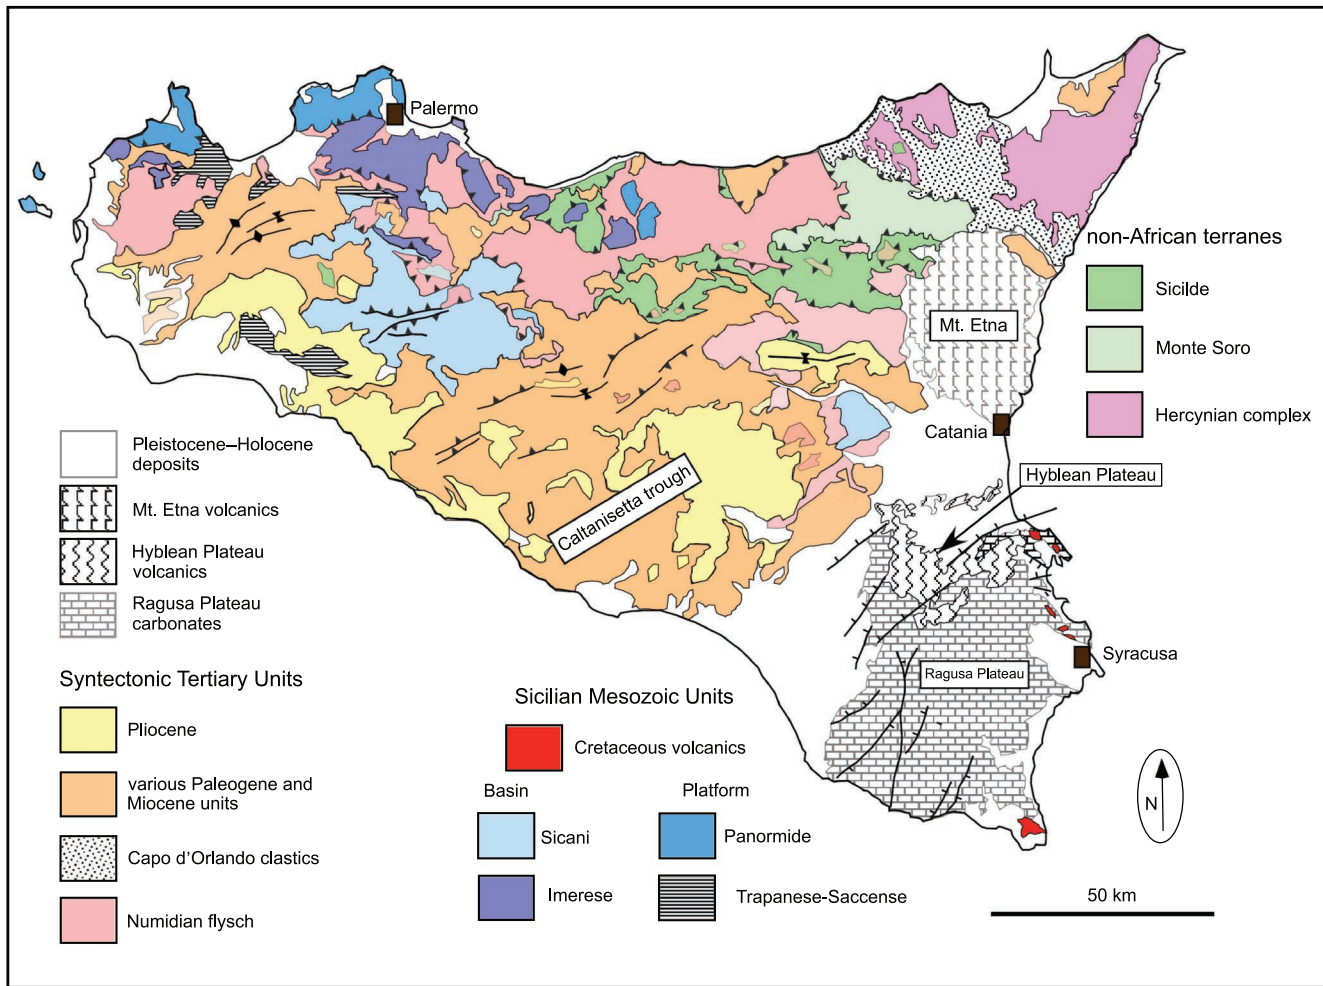 Palermo
non-African terranes
Sicilde
Monte Soro
Hercynian complex
Mt. Etna
Catania
Hyblean Plateau
Caltanisetta trough
Ragusa Plateau
Syracusa
Pleistocene–Holocene
deposits
Mt. Etna volcanics
Hyblean Plateau
volcanics
Ragusa Plateau
carbonates
Syntectonic Tertiary Units
Pliocene
various Paleogene and
Miocene units
Capo d'Orlando clastics
Numidian flysch
Sicilian Mesozoic Units
Cretaceous volcanics
Basin
Platform
Sicani
Panormide
Imerese
Trapanese-Saccense
N
50 km